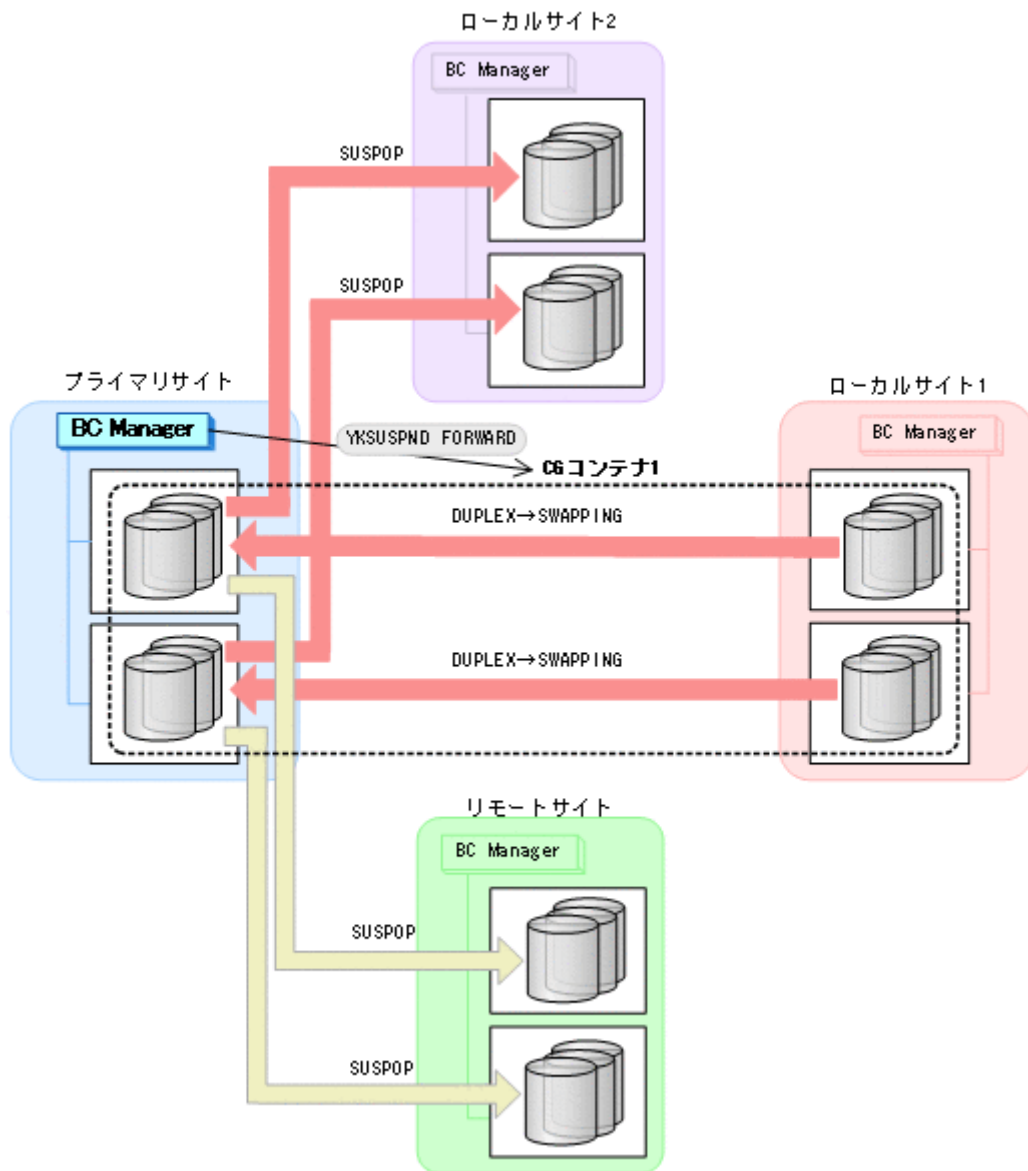 ローカルサイト2
BC Manager
SUSPOP
SUSPOP
プライマリサイト
ローカルサイト1
BC Manager
YKSUSPND FORWARD
BC Manager
CGコンテナ1
DUPLEX→SWAPPING
DUPLEX→SWAPPING
リモートサイト
BC Manager
SUSPOP
SUSPOP